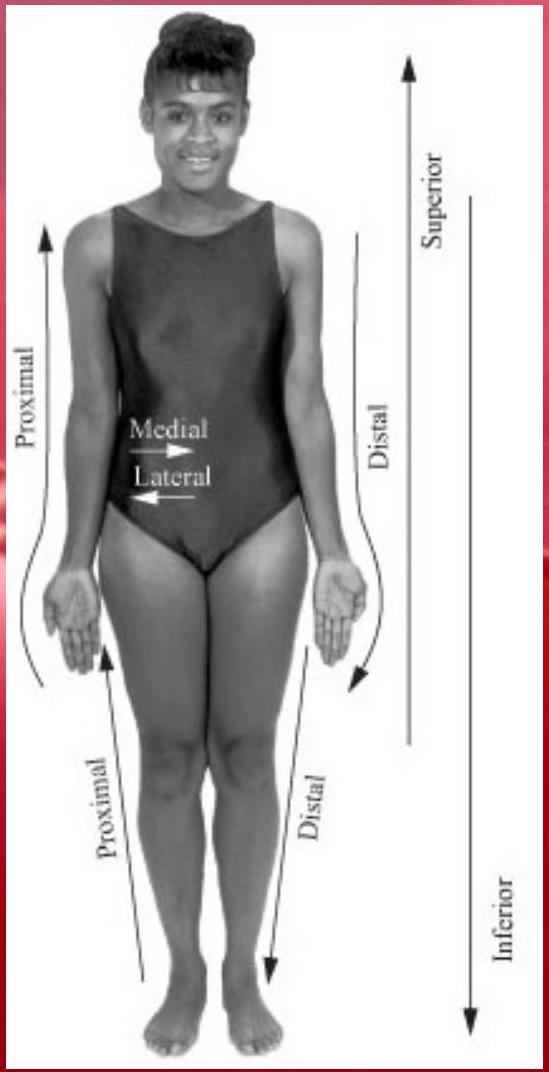 Superior
Proximal
Distal
Medial
Lateral
Proximal
Distal
Inferior